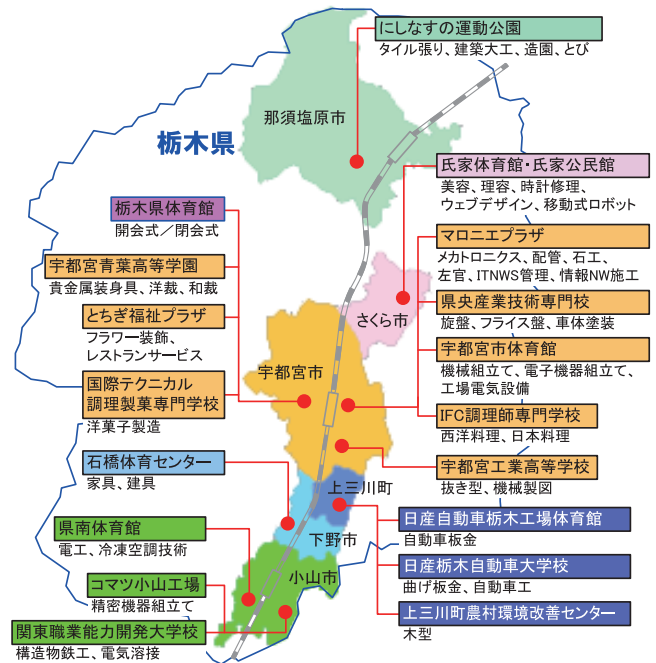 にしなすの運動公園
タイル張り、建築大工、造園、とび
那須塩原市
栃木県
氏家体育館・氏家公民館
美容、理容、時計修理、
ウェブデザイン、移動式ロボット
栃木県体育館
開会式／閉会式
マロニエプラザ
メカトロニクス、配管、石工、
左官、ITNWS管理、情報NW施工
宇都宮青葉高等学園
貴金属装身具、洋裁、和裁
県央産業技術専門校
旋盤、フライス盤、車体塗装
とちぎ福祉プラザ
フラワー装飾、
レストランサービス
さくら市
宇都宮市体育館
機械組立て、電子機器組立て、
工場電気設備
宇都宮市
国際テクニカル
調理製菓専門学校
洋菓子製造
IFC調理師専門学校
西洋料理、日本料理
石橋体育センター
家具、建具
宇都宮工業高等学校
抜き型、機械製図
上三川町
日産自動車栃木工場体育館
自動車板金
県南体育館
電工、冷凍空調技術
下野市
日産栃木自動車大学校
曲げ板金、自動車工
小山市
コマツ小山工場
精密機器組立て
上三川町農村環境改善センター
木型
関東職業能力開発大学校
構造物鉄工、電気溶接